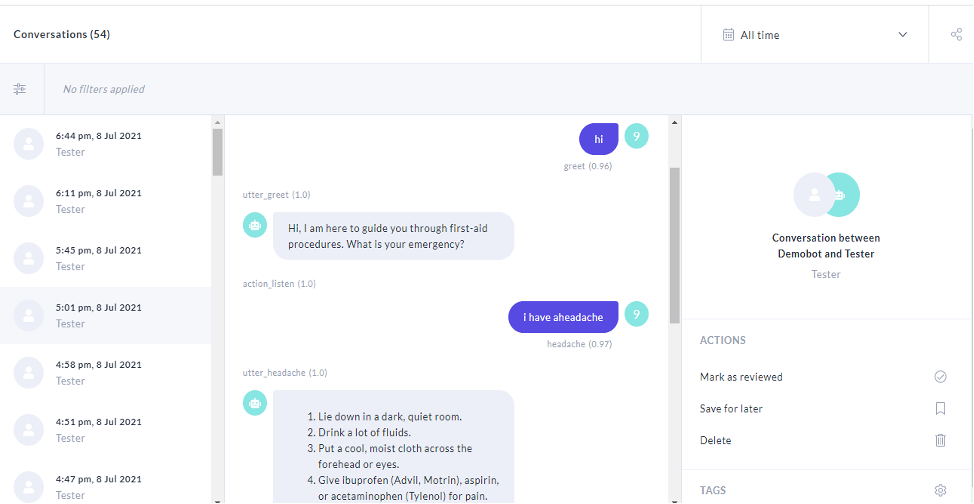 Conversations (54)
All time
No filters applied
6:44 pm, 8 Jul 2021
Tester
6:11 pm, 8 Jul 2021
Tester
5:45 pm, 8 Jul 2021
Tester
5:01 pm, 8 Jul 2021
Tester
4:58 pm, 8 Jul 2021
Tester
4:51 pm, 8 Jul 2021
Tester
4:47 pm, 8 Jul 2021
Tester
hi
9
greet (0.96)
utter_greet (1.0)
Hi, I am here to guide you through first-aid
procedures. What is your emergency?
action_listen (1.0)
i have aheadache
9
headache (0.97)
utter_headache (1.0)
1. Lie down in a dark, quiet room.
2. Drink a lot of fluids.
3. Put a cool, moist cloth across the
forehead or eyes.
4. Give ibuprofen (Advil, Motrin), aspirin,
or acetaminophen (Tylenol) for pain.
Conversation between
Demobot and Tester
Tester
ACTIONS
Mark as reviewed
Save for later
Delete
TAGS